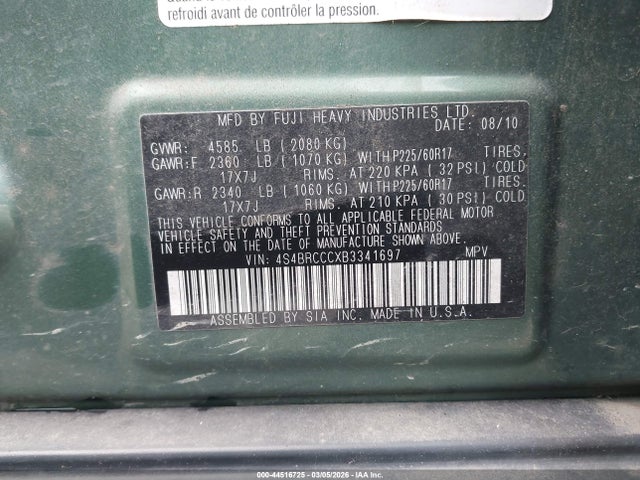 refroidi avant de contrôler la pression.
MFD BY FUJI HEAVY INDUSTRIES LTD.
DATE: 08/10
GVWR: 4585 LB ( 2080 KG)
GAWR:F 2360 LB ( 1070 KG) WITH P225/60R17 TIRES.
17X7J RIMS. AT 220 KPA ( 32 PSI) COLD
GAWR:R 2340 LB ( 1060 KG) WITH P225/60R17 TIRES.
17X7J RIMS. AT 210 KPA ( 30 PSI) COLD
THIS VEHICLE CONFORMS TO ALL APPLICABLE FEDERAL MOTOR
VEHICLE SAFETY AND THEFT PREVENTION STANDARDS
IN EFFECT ON THE DATE OF MANUFACTURE SHOWN ABOVE.
VIN: 4S4BRCCCXB3341697 MPV
ASSEMBLED BY SIA INC. MADE IN U.S.A.
000-44516725 - 03/05/2026 - IAAI.CA